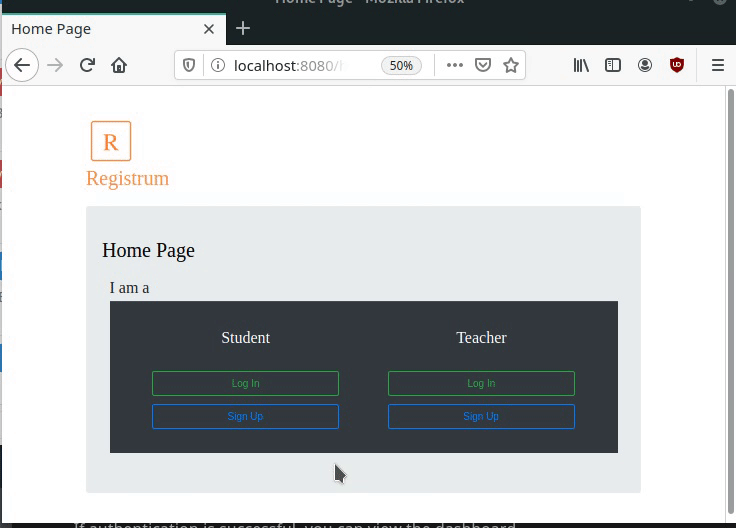 Home Page - Mozilla Firefox
Home Page
localhost:8080/
50%
R
Registrum
Home Page
I am a
Student
Teacher
Log In
Log In
Sign Up
Sign Up
If authentication is successful, you can view the dashboard